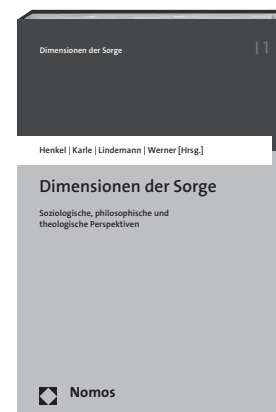 Dimensionen der Sorge
| 1
Henkel | Karle | Lindemann | Werner [Hrsg.]
Dimensionen der Sorge
Soziologische, philosophische und
theologische Perspektiven
Nomos